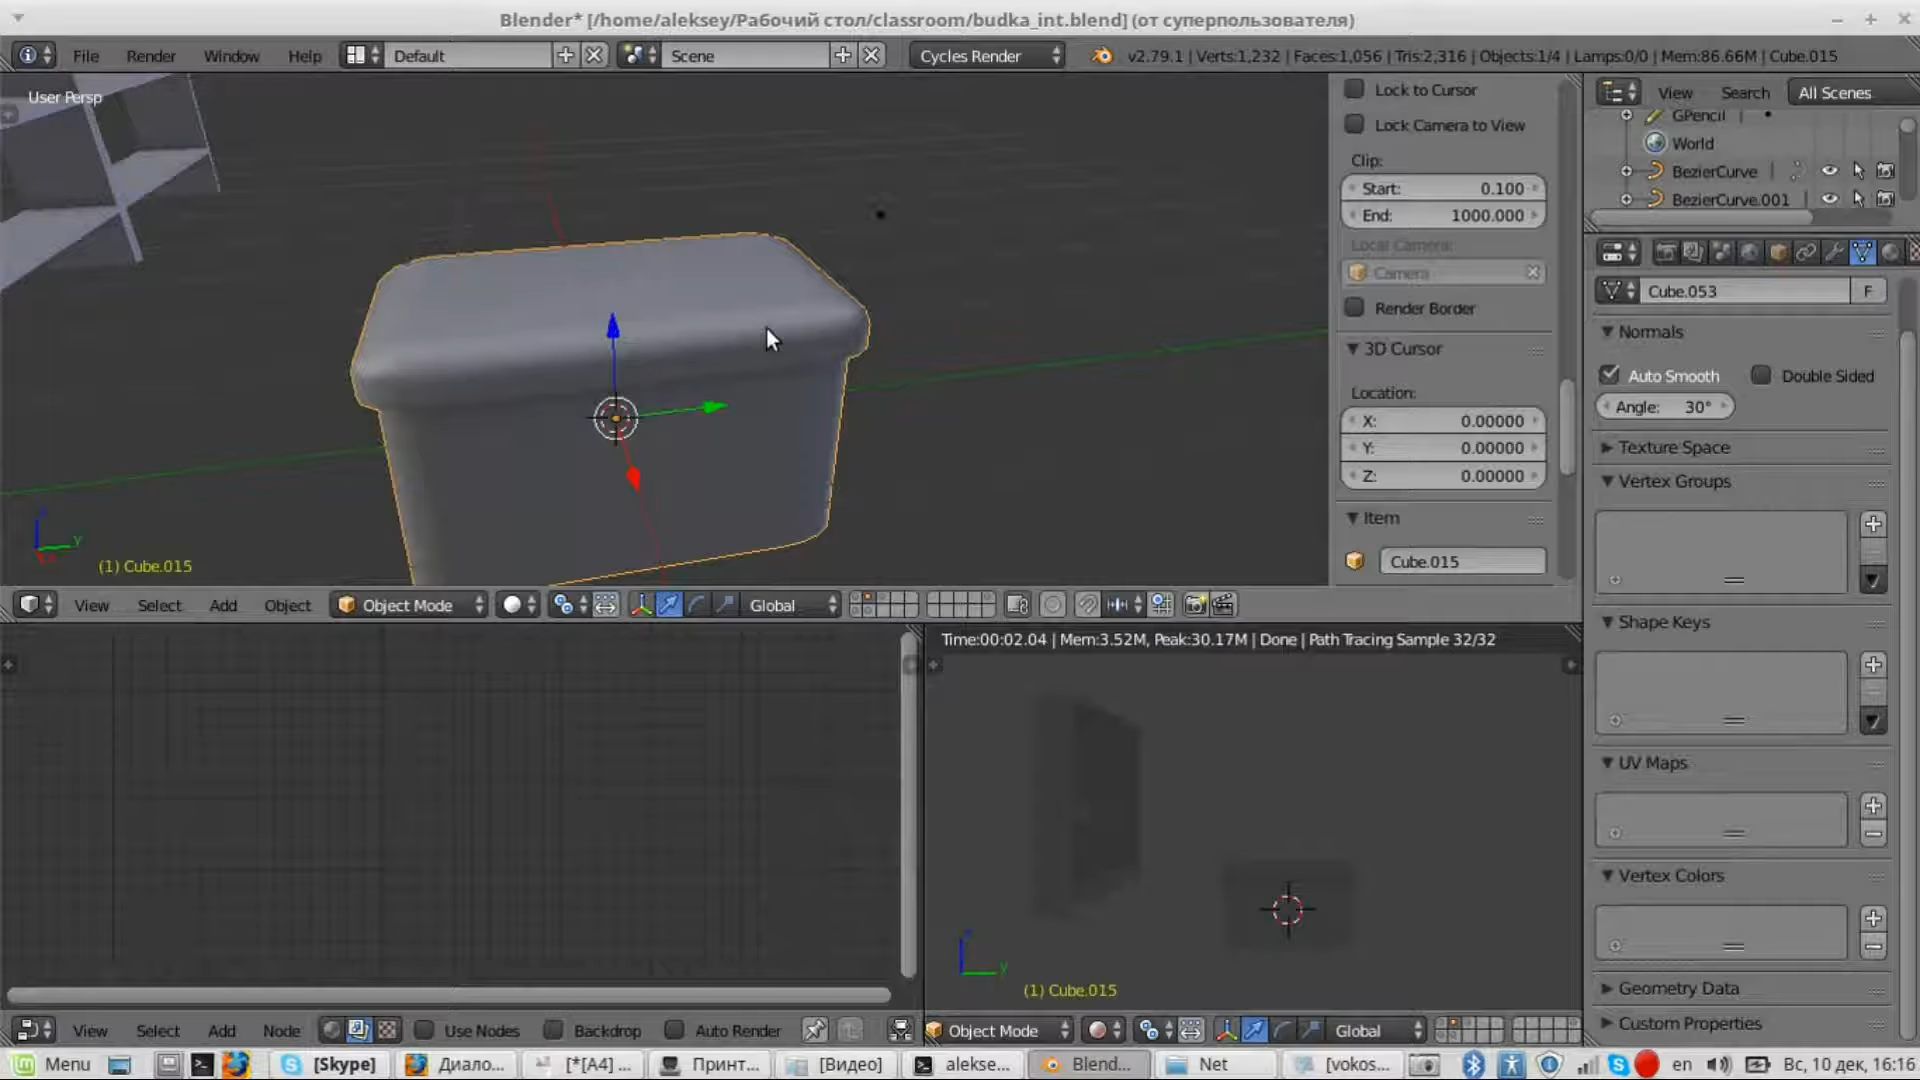 Blender* [/home/aleksey/Рабочий стол/classroom/budka_int.blend] (от суперпользователя)
File Render Window Help Default Scene Cycles Render v2.79.1 | Verts:1,232 | Faces:1,056 | Tris:2,316 | Objects:1/4 | Lamps:0/0 | Mem:86.66M | Cube.015
User Persp
(1) Cube.015
Lock to Cursor
Lock Camera to View
Clip:
Start: 0.100
End: 1000.000
Local Camera:
Camera
Render Border
3D Cursor
Location:
X: 0.00000
Y: 0.00000
Z: 0.00000
Item
Cube.015
View Search All Scenes
GPencil
World
BezierCurve
BezierCurve.001
Cube.053 F
Normals
Auto Smooth Double Sided
Angle: 30°
Texture Space
Vertex Groups
Shape Keys
UV Maps
Vertex Colors
Geometry Data
Custom Properties
View Select Add Object Object Mode Global
Time:00:02.04 | Mem:3.52M, Peak:30.17M | Done | Path Tracing Sample 32/32
(1) Cube.015
View Select Add Node Use Nodes Backdrop Auto Render
Object Mode Global
Menu [Skype] Диало... [*[A4] ... Принт... [Видео] alekse... Blend... Net [vokos... en Вс, 10 дек, 16:16